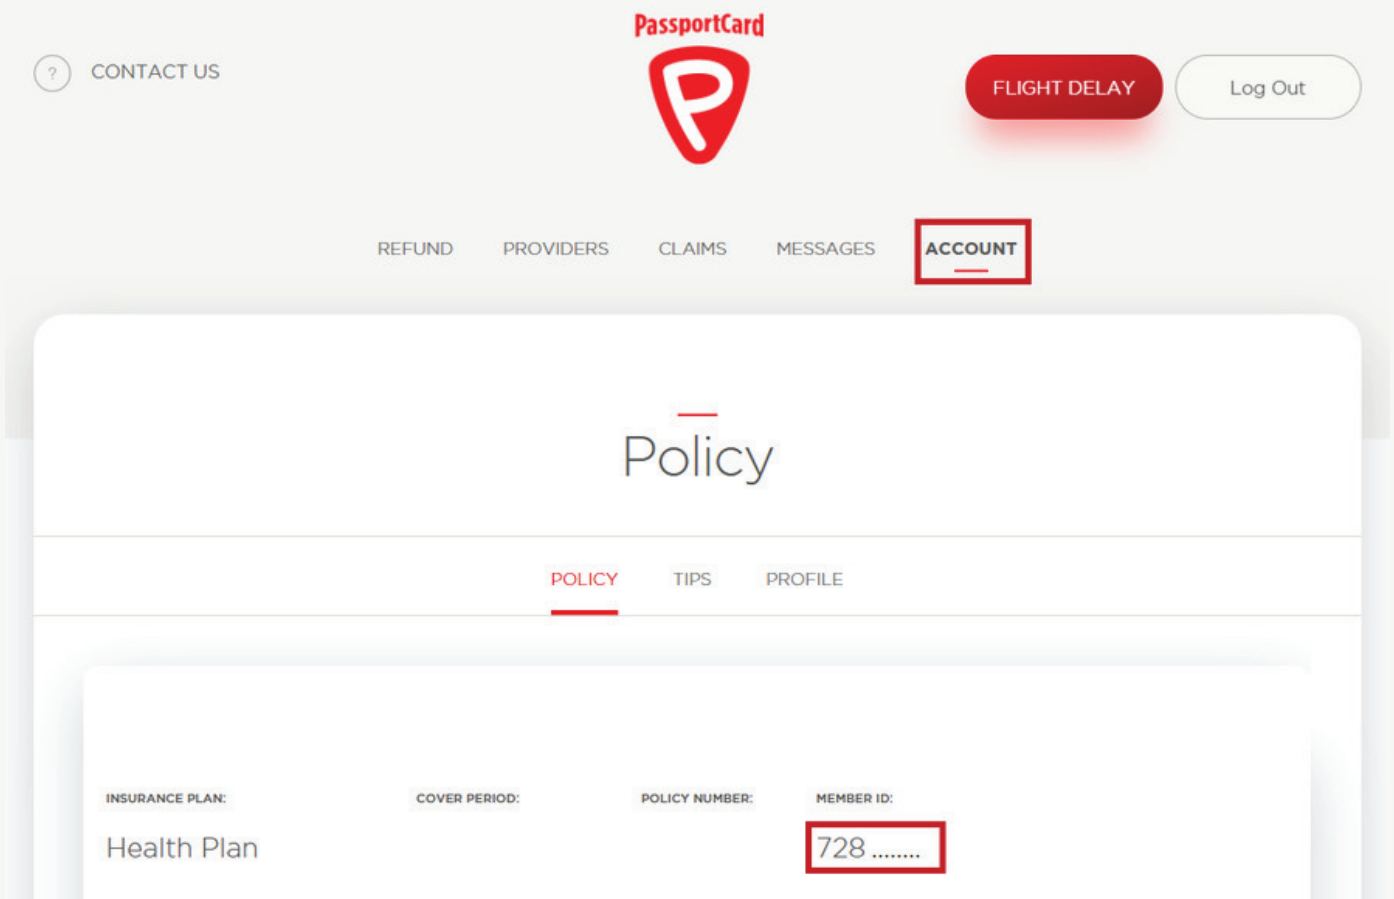 PassportCard
P
? CONTACT US
FLIGHT DELAY
Log Out
REFUND PROVIDERS CLAIMS MESSAGES ACCOUNT
Policy
POLICY TIPS PROFILE
INSURANCE PLAN: COVER PERIOD: POLICY NUMBER: MEMBER ID:
Health Plan 728 ........